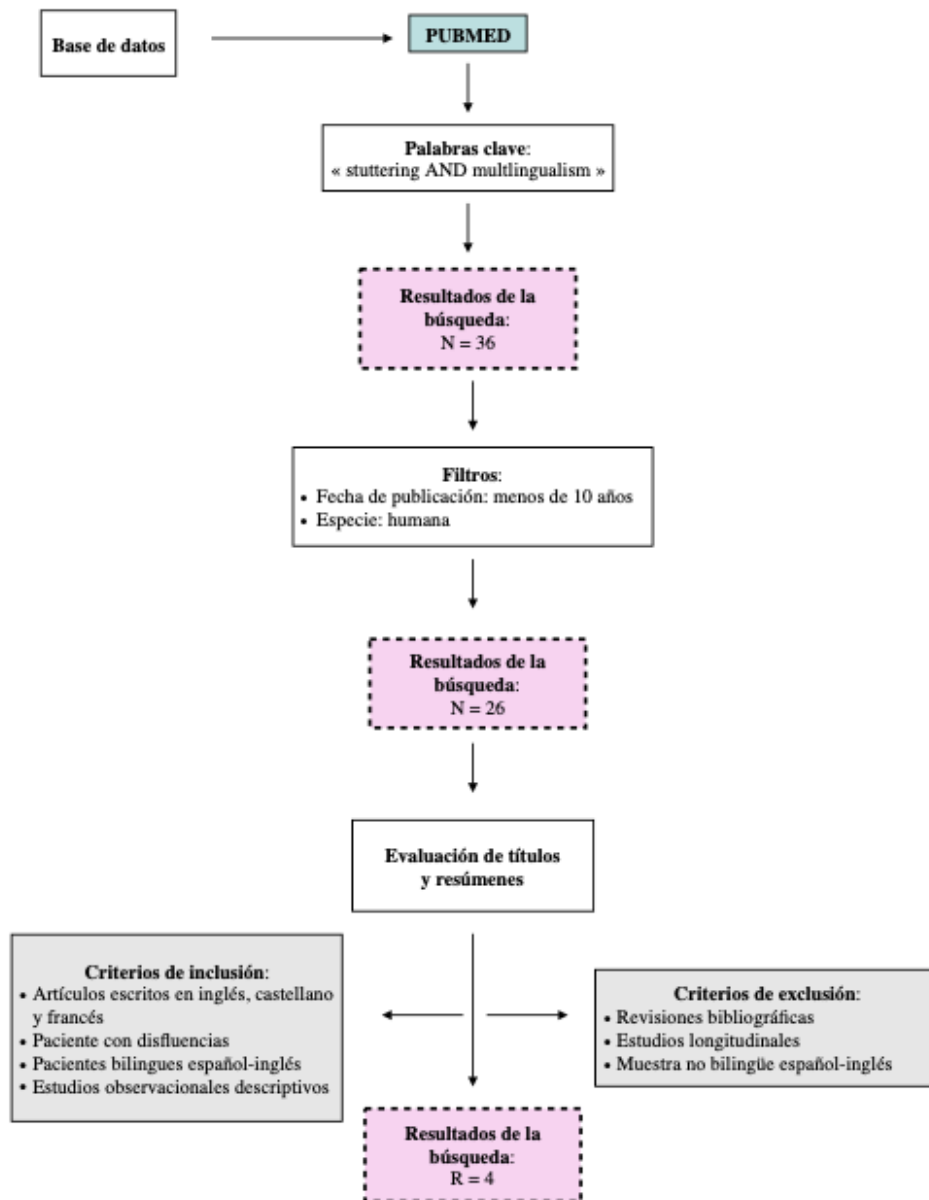 Base de datos
PUBMED
Palabras clave:
« stuttering AND multlingualism »
Resultados de la
búsqueda:
N = 36
Filtros:
• Fecha de publicación: menos de 10 años
• Especie: humana
Resultados de la
búsqueda:
N = 26
Evaluación de títulos
y resúmenes
Criterios de inclusión:
• Artículos escritos en inglés, castellano
y francés
• Paciente con disfluencias
• Pacientes bilingues español-inglés
• Estudios observacionales descriptivos
Criterios de exclusión:
• Revisiones bibliográficas
• Estudios longitudinales
• Muestra no bilingüe español-inglés
Resultados de la
búsqueda:
R = 4